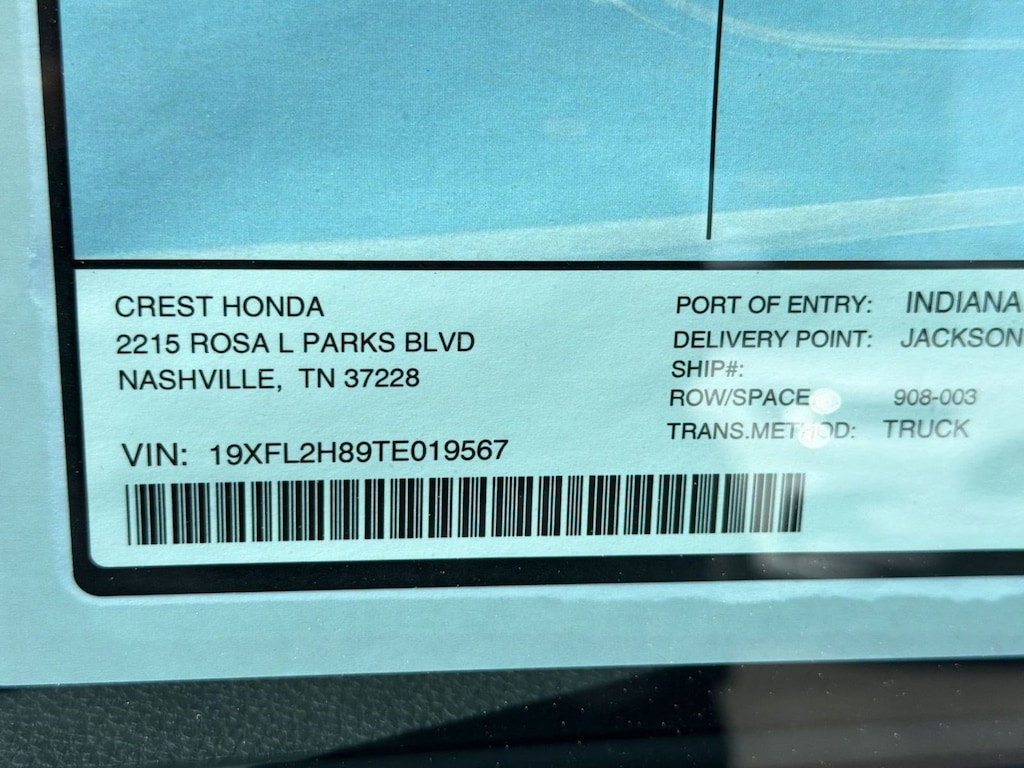 CREST HONDA
2215 ROSA L PARKS BLVD
NASHVILLE, TN 37228
VIN: 19XFL2H89TE019567
PORT OF ENTRY: INDIANA
DELIVERY POINT: JACKSON
SHIP#:
ROW/SPACE: 908-003
TRANS.METHOD: TRUCK